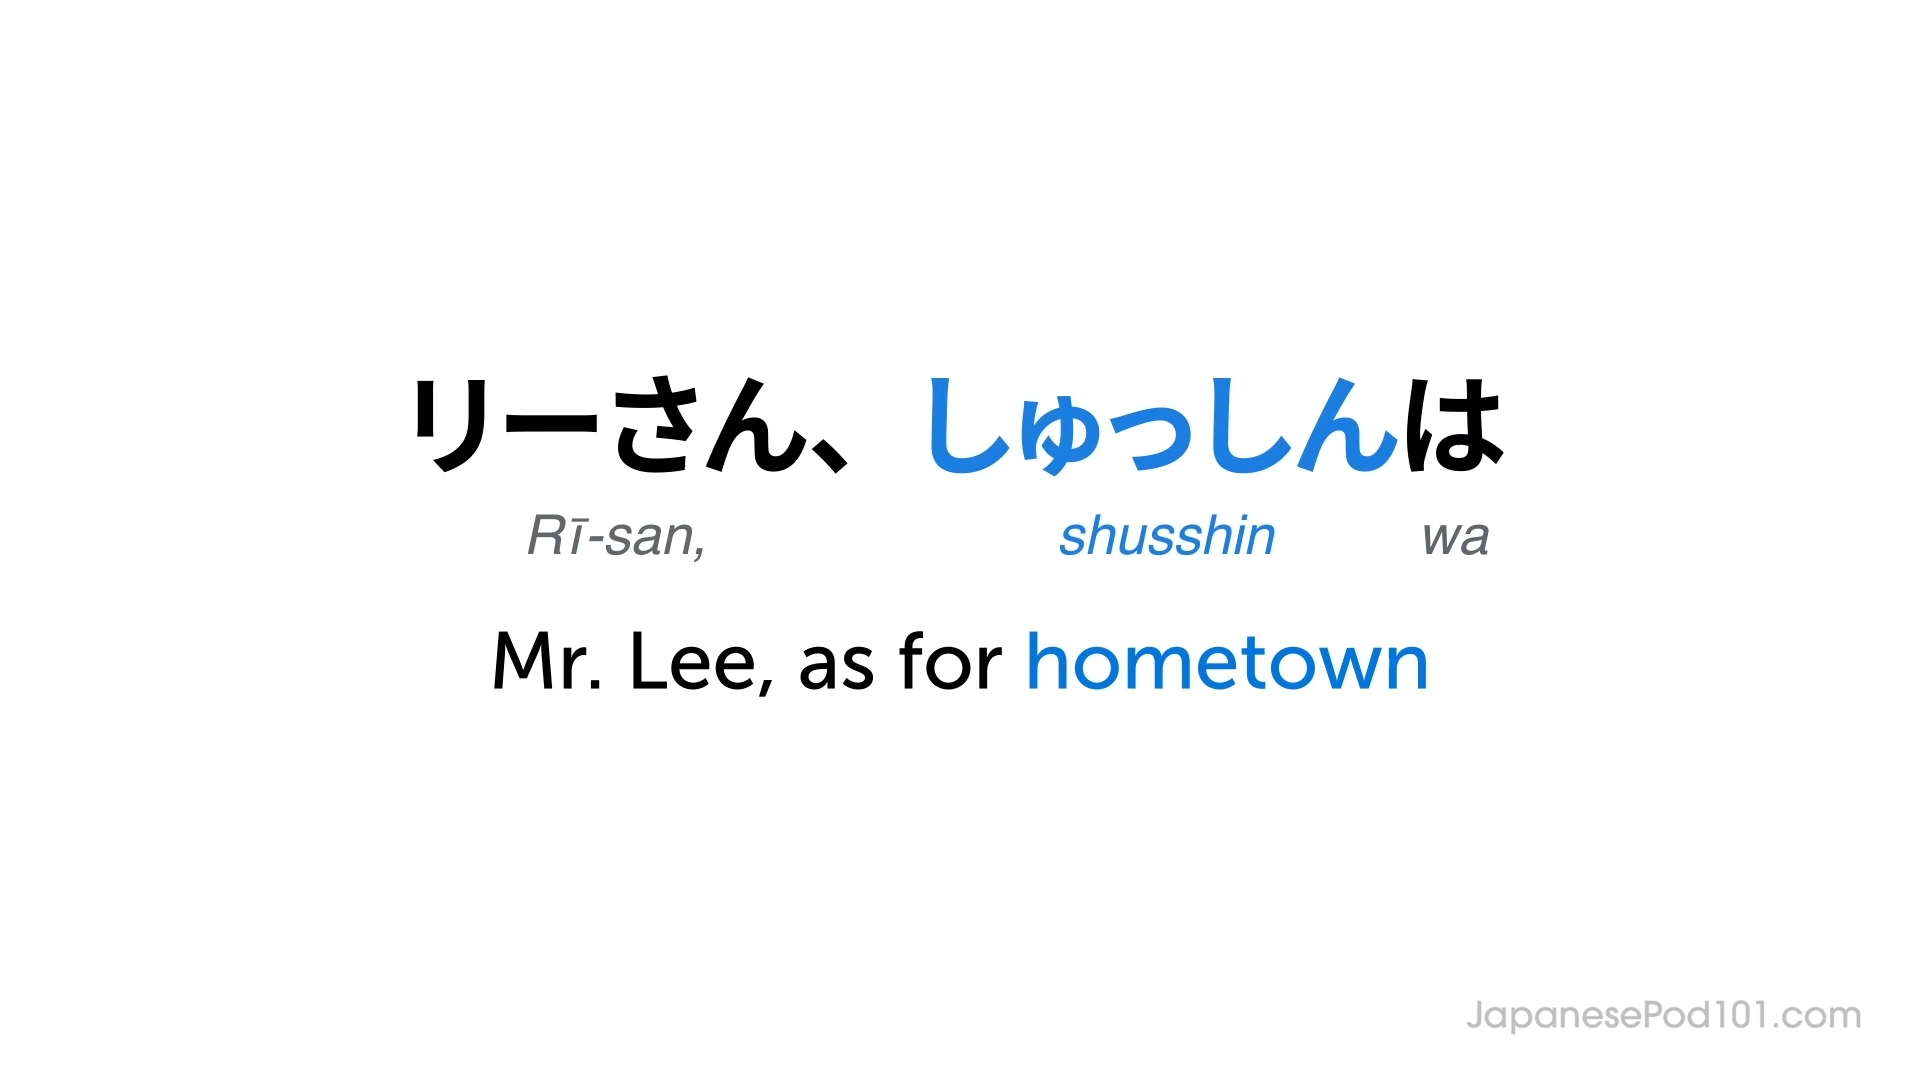 リーさん、しゅっしんは
Rī-san, shusshin wa
Mr. Lee, as for hometown
JapanesePod101.com